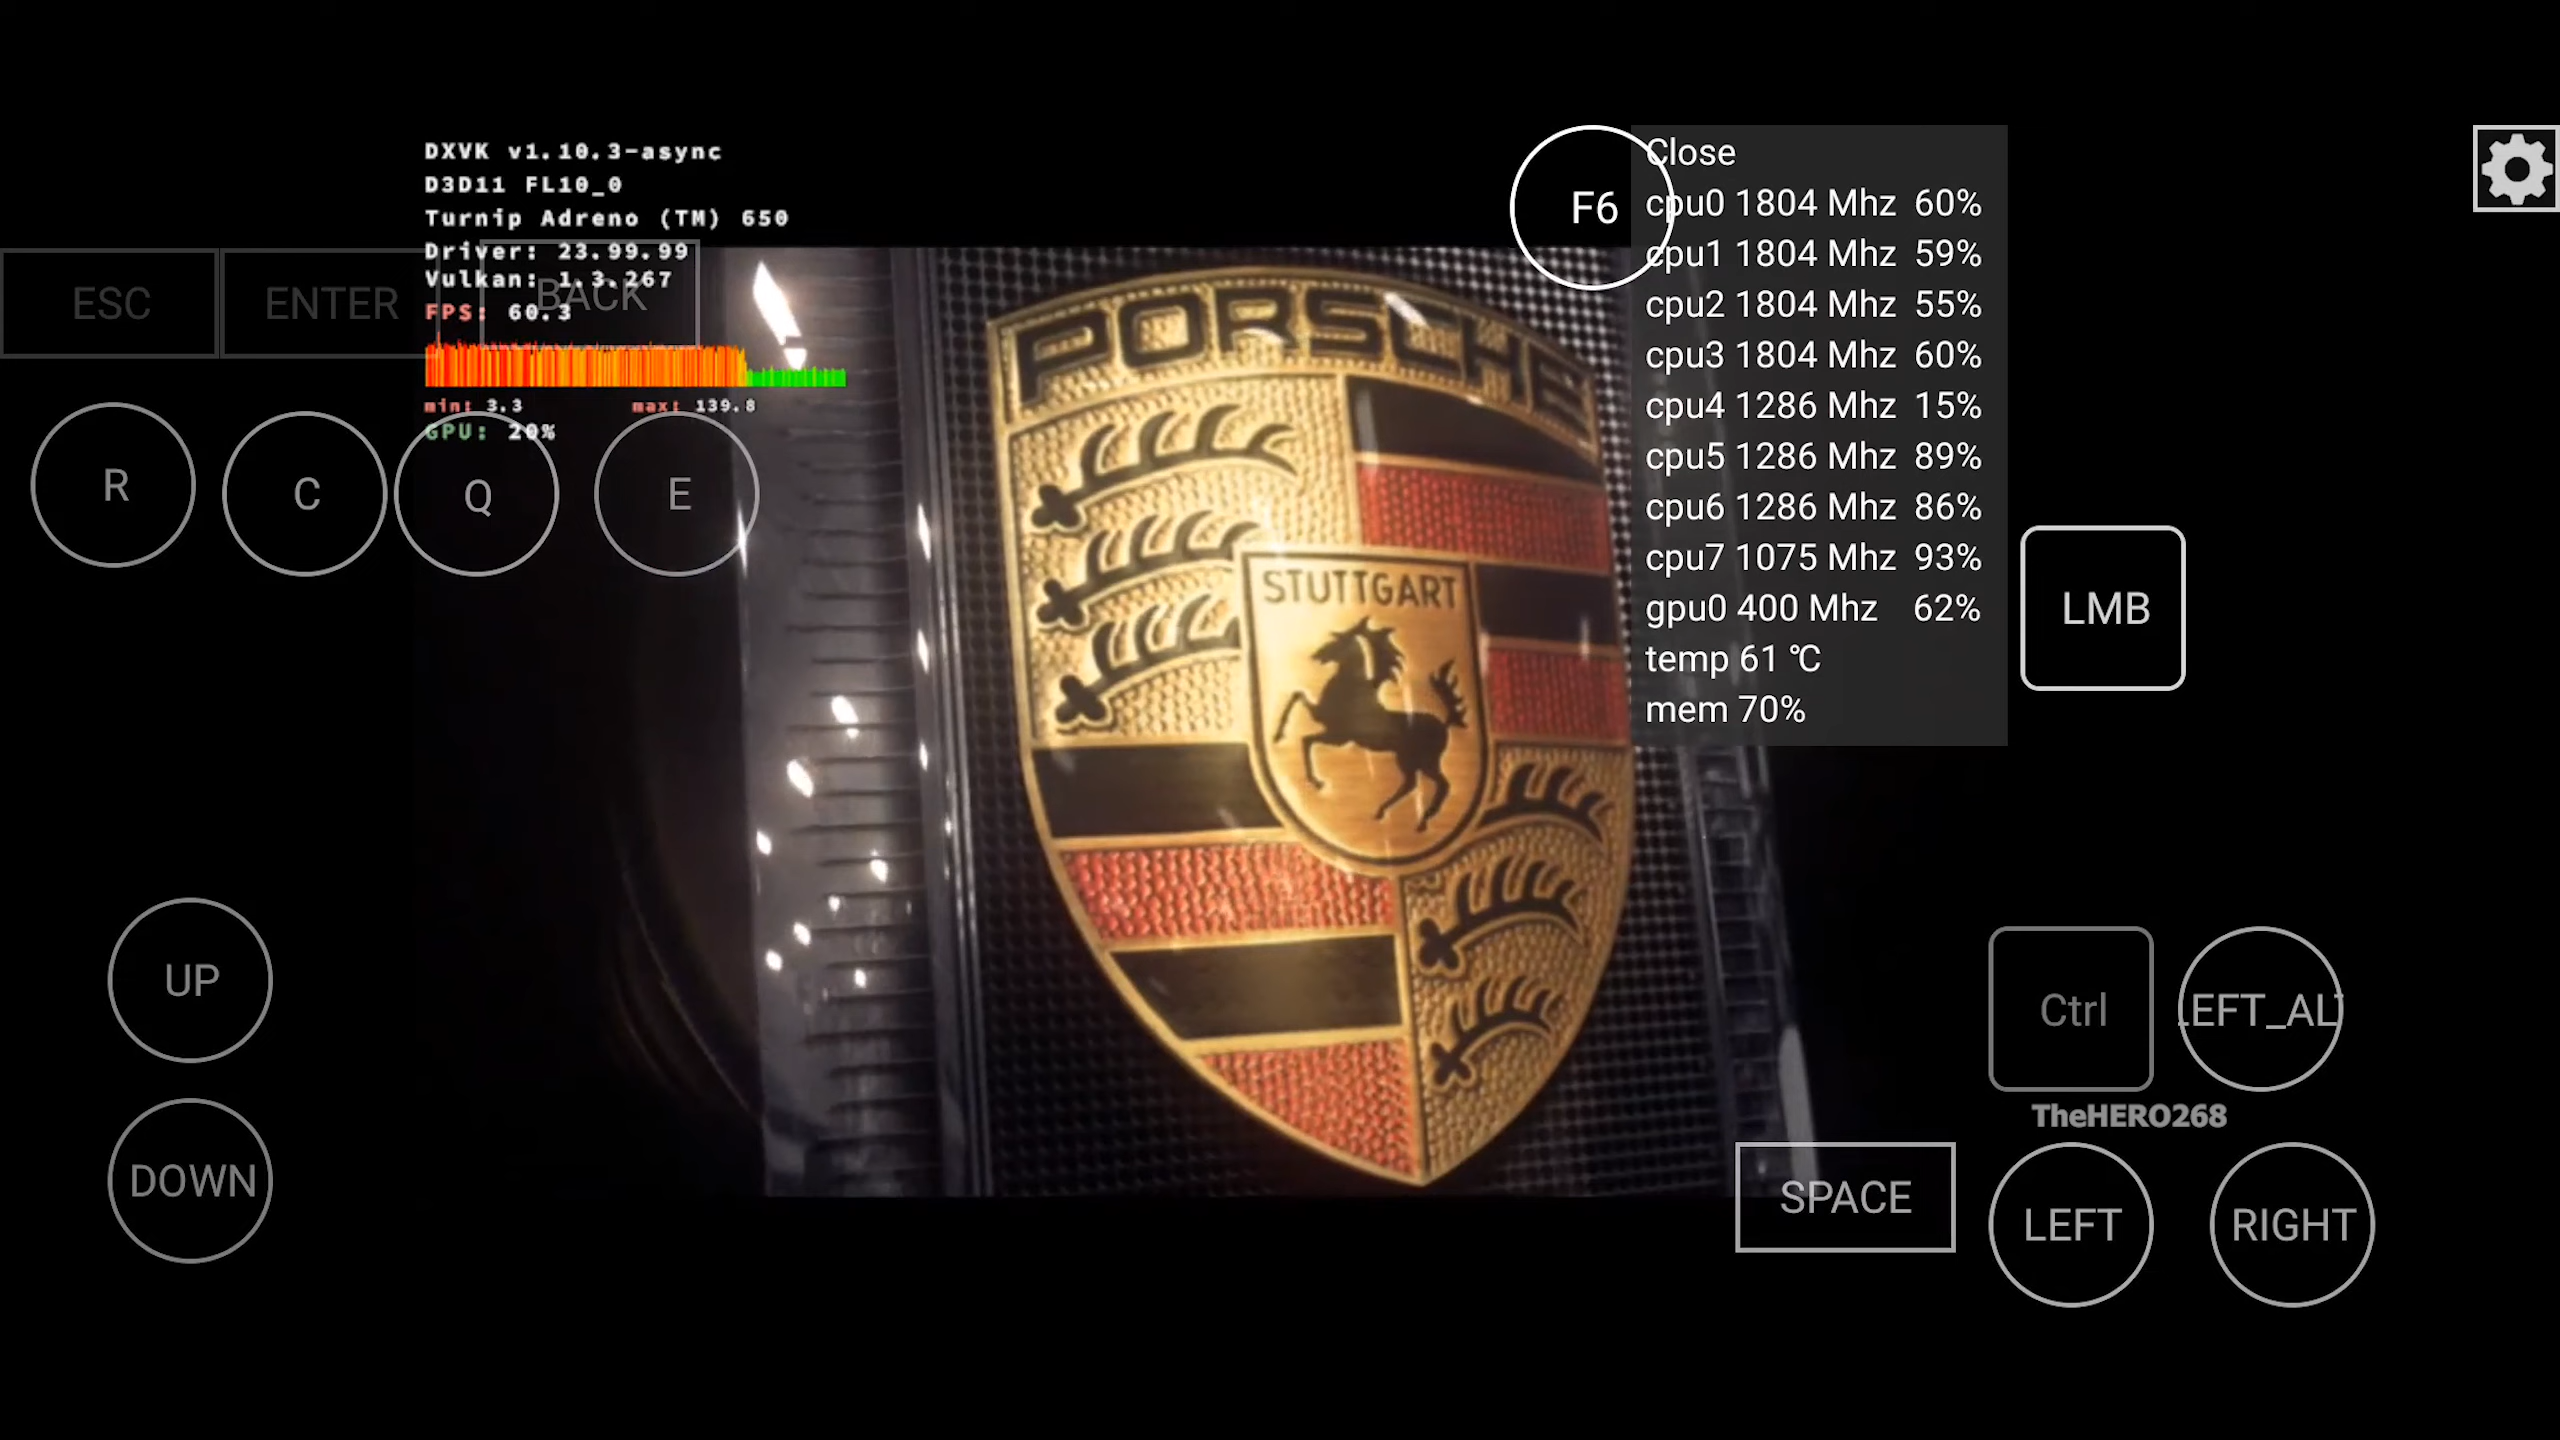 DXVK v1.10.3-async
D3D11 FL10_0
Turnip Adreno (TM) 650
Driver: 23.99.99
Vulkan: 1.3.267
FPS: 60.3
min: 3.3 max: 139.8
GPU: 20%
ESC
ENTER
BACK
R
C
Q
E
UP
DOWN
F6
Close
cpu0 1804 Mhz 60%
cpu1 1804 Mhz 59%
cpu2 1804 Mhz 55%
cpu3 1804 Mhz 60%
cpu4 1286 Mhz 15%
cpu5 1286 Mhz 89%
cpu6 1286 Mhz 86%
cpu7 1075 Mhz 93%
gpu0 400 Mhz 62%
temp 61 ℃
mem 70%
PORSCHE
STUTTGART
LMB
Ctrl
LEFT_ALT
TheHERO268
SPACE
LEFT
RIGHT